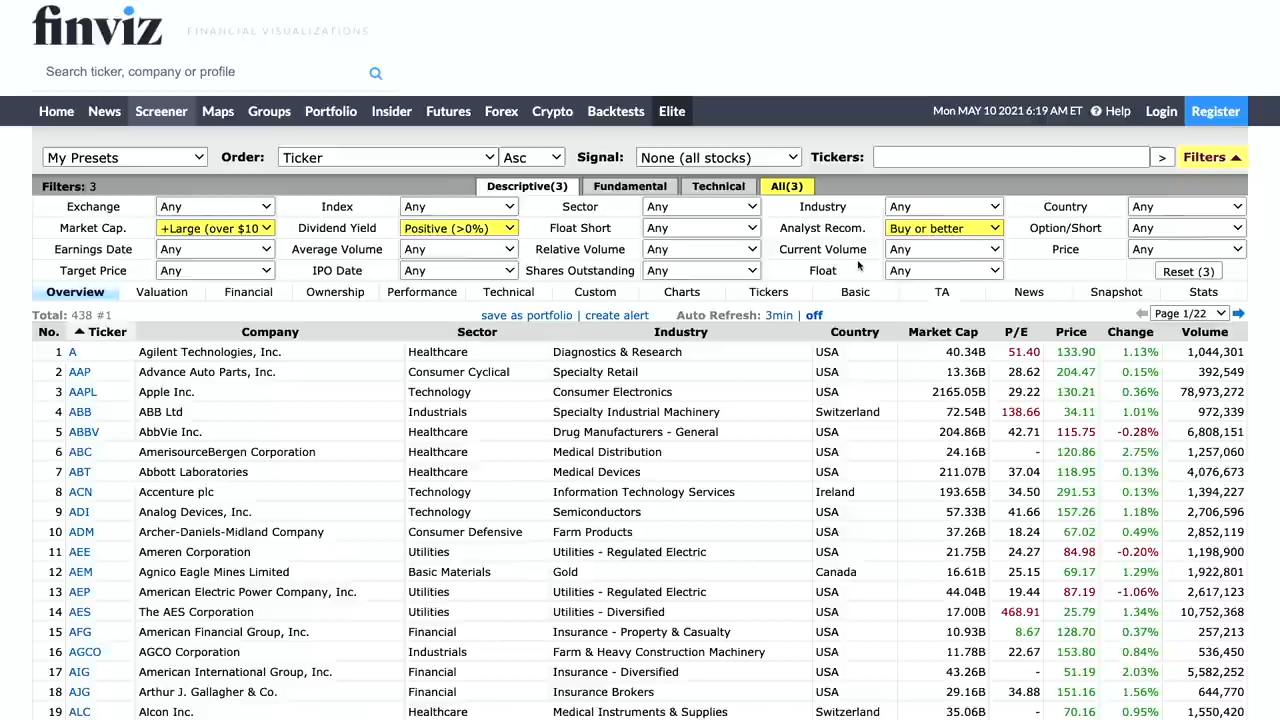 finviz FINANCIAL VISUALIZATIONS
Search ticker, company or profile
Home News Screener Maps Groups Portfolio Insider Futures Forex Crypto Backtests Elite Mon MAY 10 2021 6:19 AM ET Help Login Register
My Presets Order: Ticker Asc Signal: None (all stocks) Tickers: > Filters
Filters: 3 Descriptive(3) Fundamental Technical All(3)
Exchange Any Index Any Sector Any Industry Any Country Any
Market Cap. +Large (over $10 Dividend Yield Positive (>0%) Float Short Any Analyst Recom. Buy or better Option/Short Any
Earnings Date Any Average Volume Any Relative Volume Any Current Volume Any Price Any
Target Price Any IPO Date Any Shares Outstanding Any Float Any Reset (3)
Overview Valuation Financial Ownership Performance Technical Custom Charts Tickers Basic TA News Snapshot Stats
Total: 438 #1 save as portfolio | create alert Auto Refresh: 3min | off Page 1/22
No. Ticker Company Sector Industry Country Market Cap P/E Price Change Volume
1 A Agilent Technologies, Inc. Healthcare Diagnostics & Research USA 40.34B 51.40 133.90 1.13% 1,044,301
2 AAP Advance Auto Parts, Inc. Consumer Cyclical Specialty Retail USA 13.36B 28.62 204.47 0.15% 392,549
3 AAPL Apple Inc. Technology Consumer Electronics USA 2165.05B 29.22 130.21 0.36% 78,973,272
4 ABB ABB Ltd Industrials Specialty Industrial Machinery Switzerland 72.54B 138.66 34.11 1.01% 972,339
5 ABBV AbbVie Inc. Healthcare Drug Manufacturers - General USA 204.86B 42.71 115.75 -0.28% 6,808,151
6 ABC AmerisourceBergen Corporation Healthcare Medical Distribution USA 24.16B - 120.86 2.75% 1,257,060
7 ABT Abbott Laboratories Healthcare Medical Devices USA 211.07B 37.04 118.95 0.13% 4,076,673
8 ACN Accenture plc Technology Information Technology Services Ireland 193.65B 34.50 291.53 0.13% 1,394,227
9 ADI Analog Devices, Inc. Technology Semiconductors USA 57.33B 41.66 157.26 1.18% 2,706,596
10 ADM Archer-Daniels-Midland Company Consumer Defensive Farm Products USA 37.26B 18.24 67.02 0.49% 2,852,119
11 AEE Ameren Corporation Utilities Utilities - Regulated Electric USA 21.75B 24.27 84.98 -0.20% 1,198,900
12 AEM Agnico Eagle Mines Limited Basic Materials Gold Canada 16.61B 25.15 69.17 1.29% 1,922,801
13 AEP American Electric Power Company, Inc. Utilities Utilities - Regulated Electric USA 44.04B 19.44 87.19 -1.06% 2,617,123
14 AES The AES Corporation Utilities Utilities - Diversified USA 17.00B 468.91 25.79 1.34% 10,752,368
15 AFG American Financial Group, Inc. Financial Insurance - Property & Casualty USA 10.93B 8.67 128.70 0.37% 257,213
16 AGCO AGCO Corporation Industrials Farm & Heavy Construction Machinery USA 11.78B 22.67 153.80 0.84% 536,450
17 AIG American International Group, Inc. Financial Insurance - Diversified USA 43.26B - 51.19 2.03% 5,582,252
18 AJG Arthur J. Gallagher & Co. Financial Insurance Brokers USA 29.16B 34.88 151.16 1.56% 644,770
19 ALC Alcon Inc. Healthcare Medical Instruments & Supplies Switzerland 35.06B - 70.16 0.95% 1,550,420